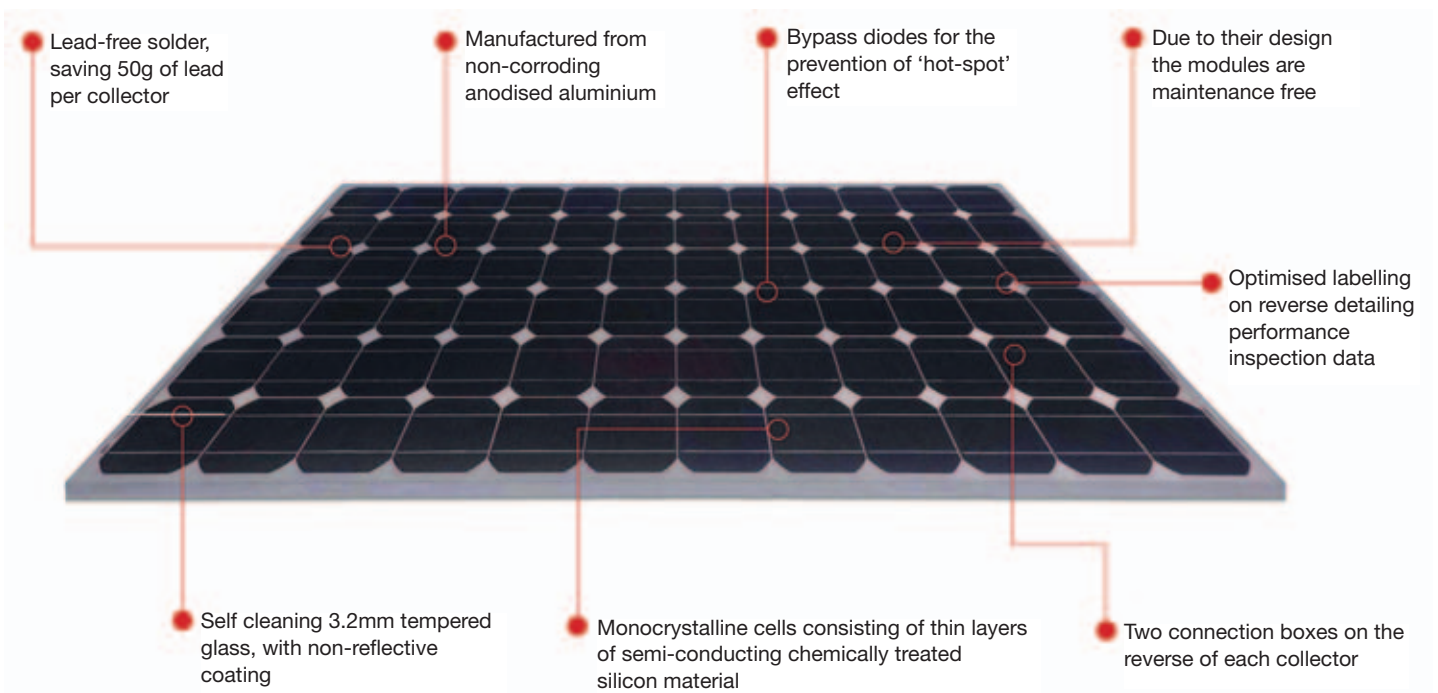 Lead-free solder,
saving 50g of lead
per collector
Manufactured from
non-corroding
anodised aluminium
Bypass diodes for the
prevention of ‘hot-spot’
effect
Due to their design
the modules are
maintenance free
Optimised labelling
on reverse detailing
performance
inspection data
Self cleaning 3.2mm tempered
glass, with non-reflective
coating
Monocrystalline cells consisting of thin layers
of semi-conducting chemically treated
silicon material
Two connection boxes on the
reverse of each collector